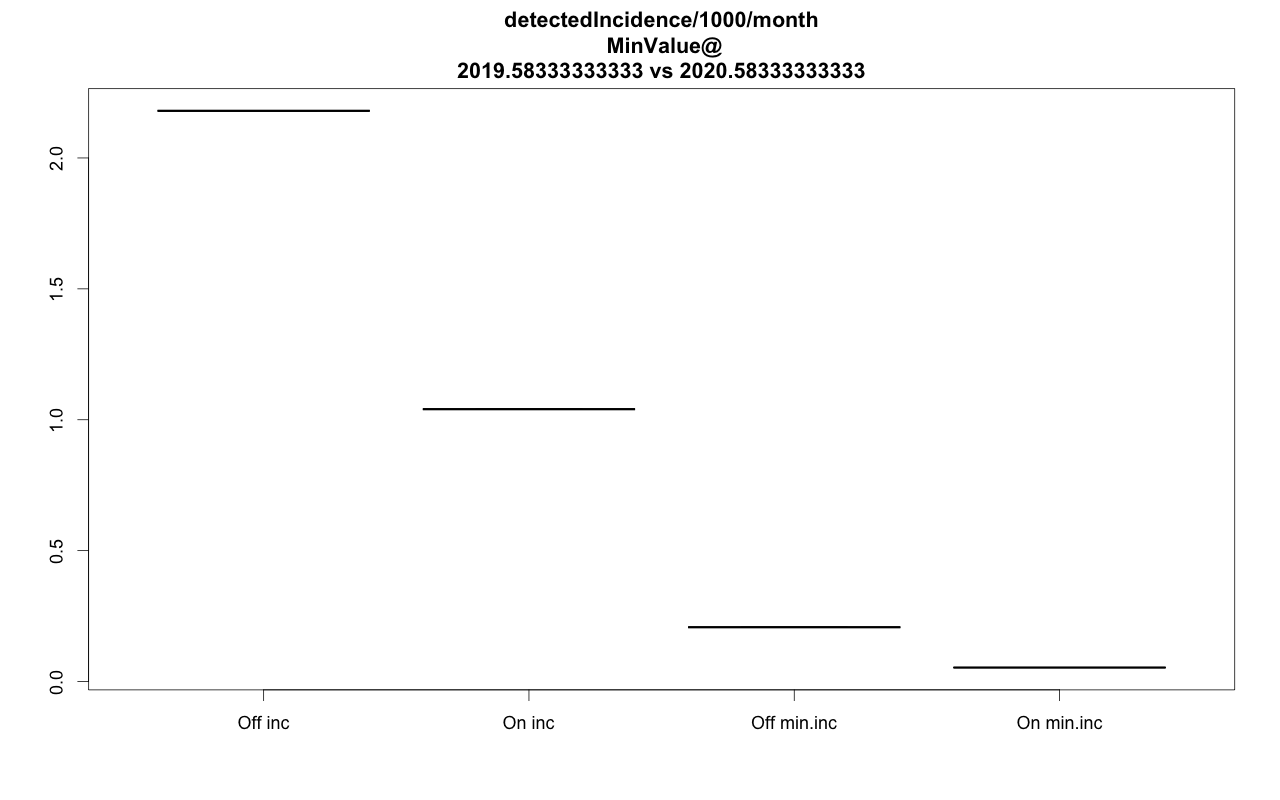 detectedIncidence/1000/month
MinValue@
2019.58333333333 vs 2020.58333333333
2.0
1.5
1.0
0.5
0.0
Off inc
On inc
Off min.inc
On min.inc